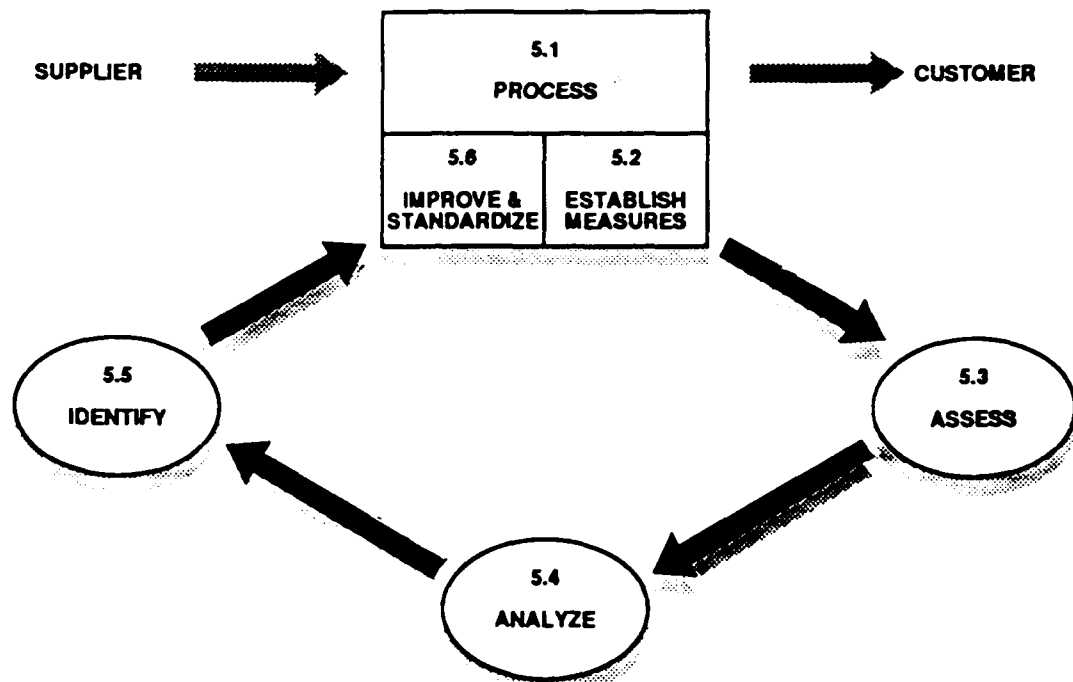 SUPPLIER
5.1
PROCESS
CUSTOMER
5.6
IMPROVE &
STANDARDIZE
5.2
ESTABLISH
MEASURES
5.5
IDENTIFY
5.3
ASSESS
5.4
ANALYZE